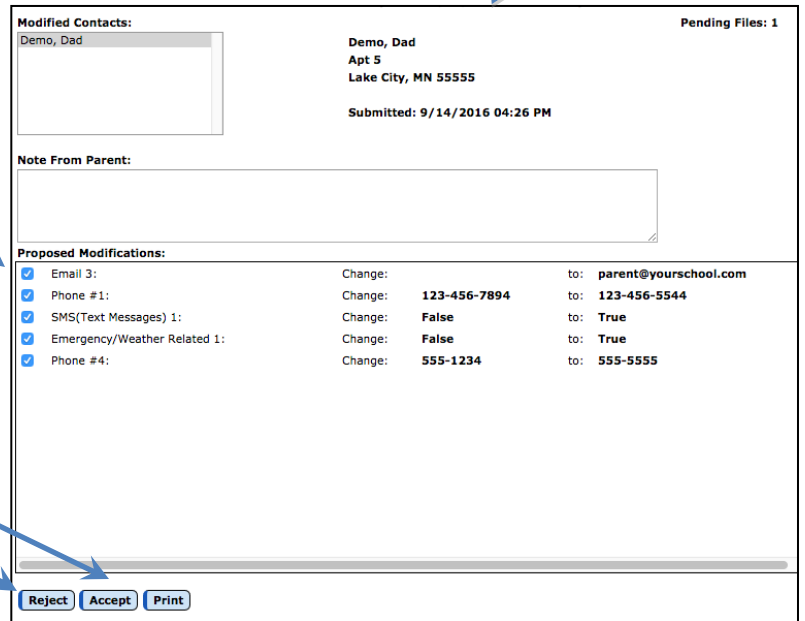 Modified Contacts: Pending Files: 1
Demo, Dad
Demo, Dad
Apt 5
Lake City, MN 55555
Submitted: 9/14/2016 04:26 PM
Note From Parent:
Proposed Modifications:
Email 3: Change: to: parent@yourschool.com
Phone #1: Change: 123-456-7894 to: 123-456-5544
SMS(Text Messages) 1: Change: False to: True
Emergency/Weather Related 1: Change: False to: True
Phone #4: Change: 555-1234 to: 555-5555
Reject Accept Print